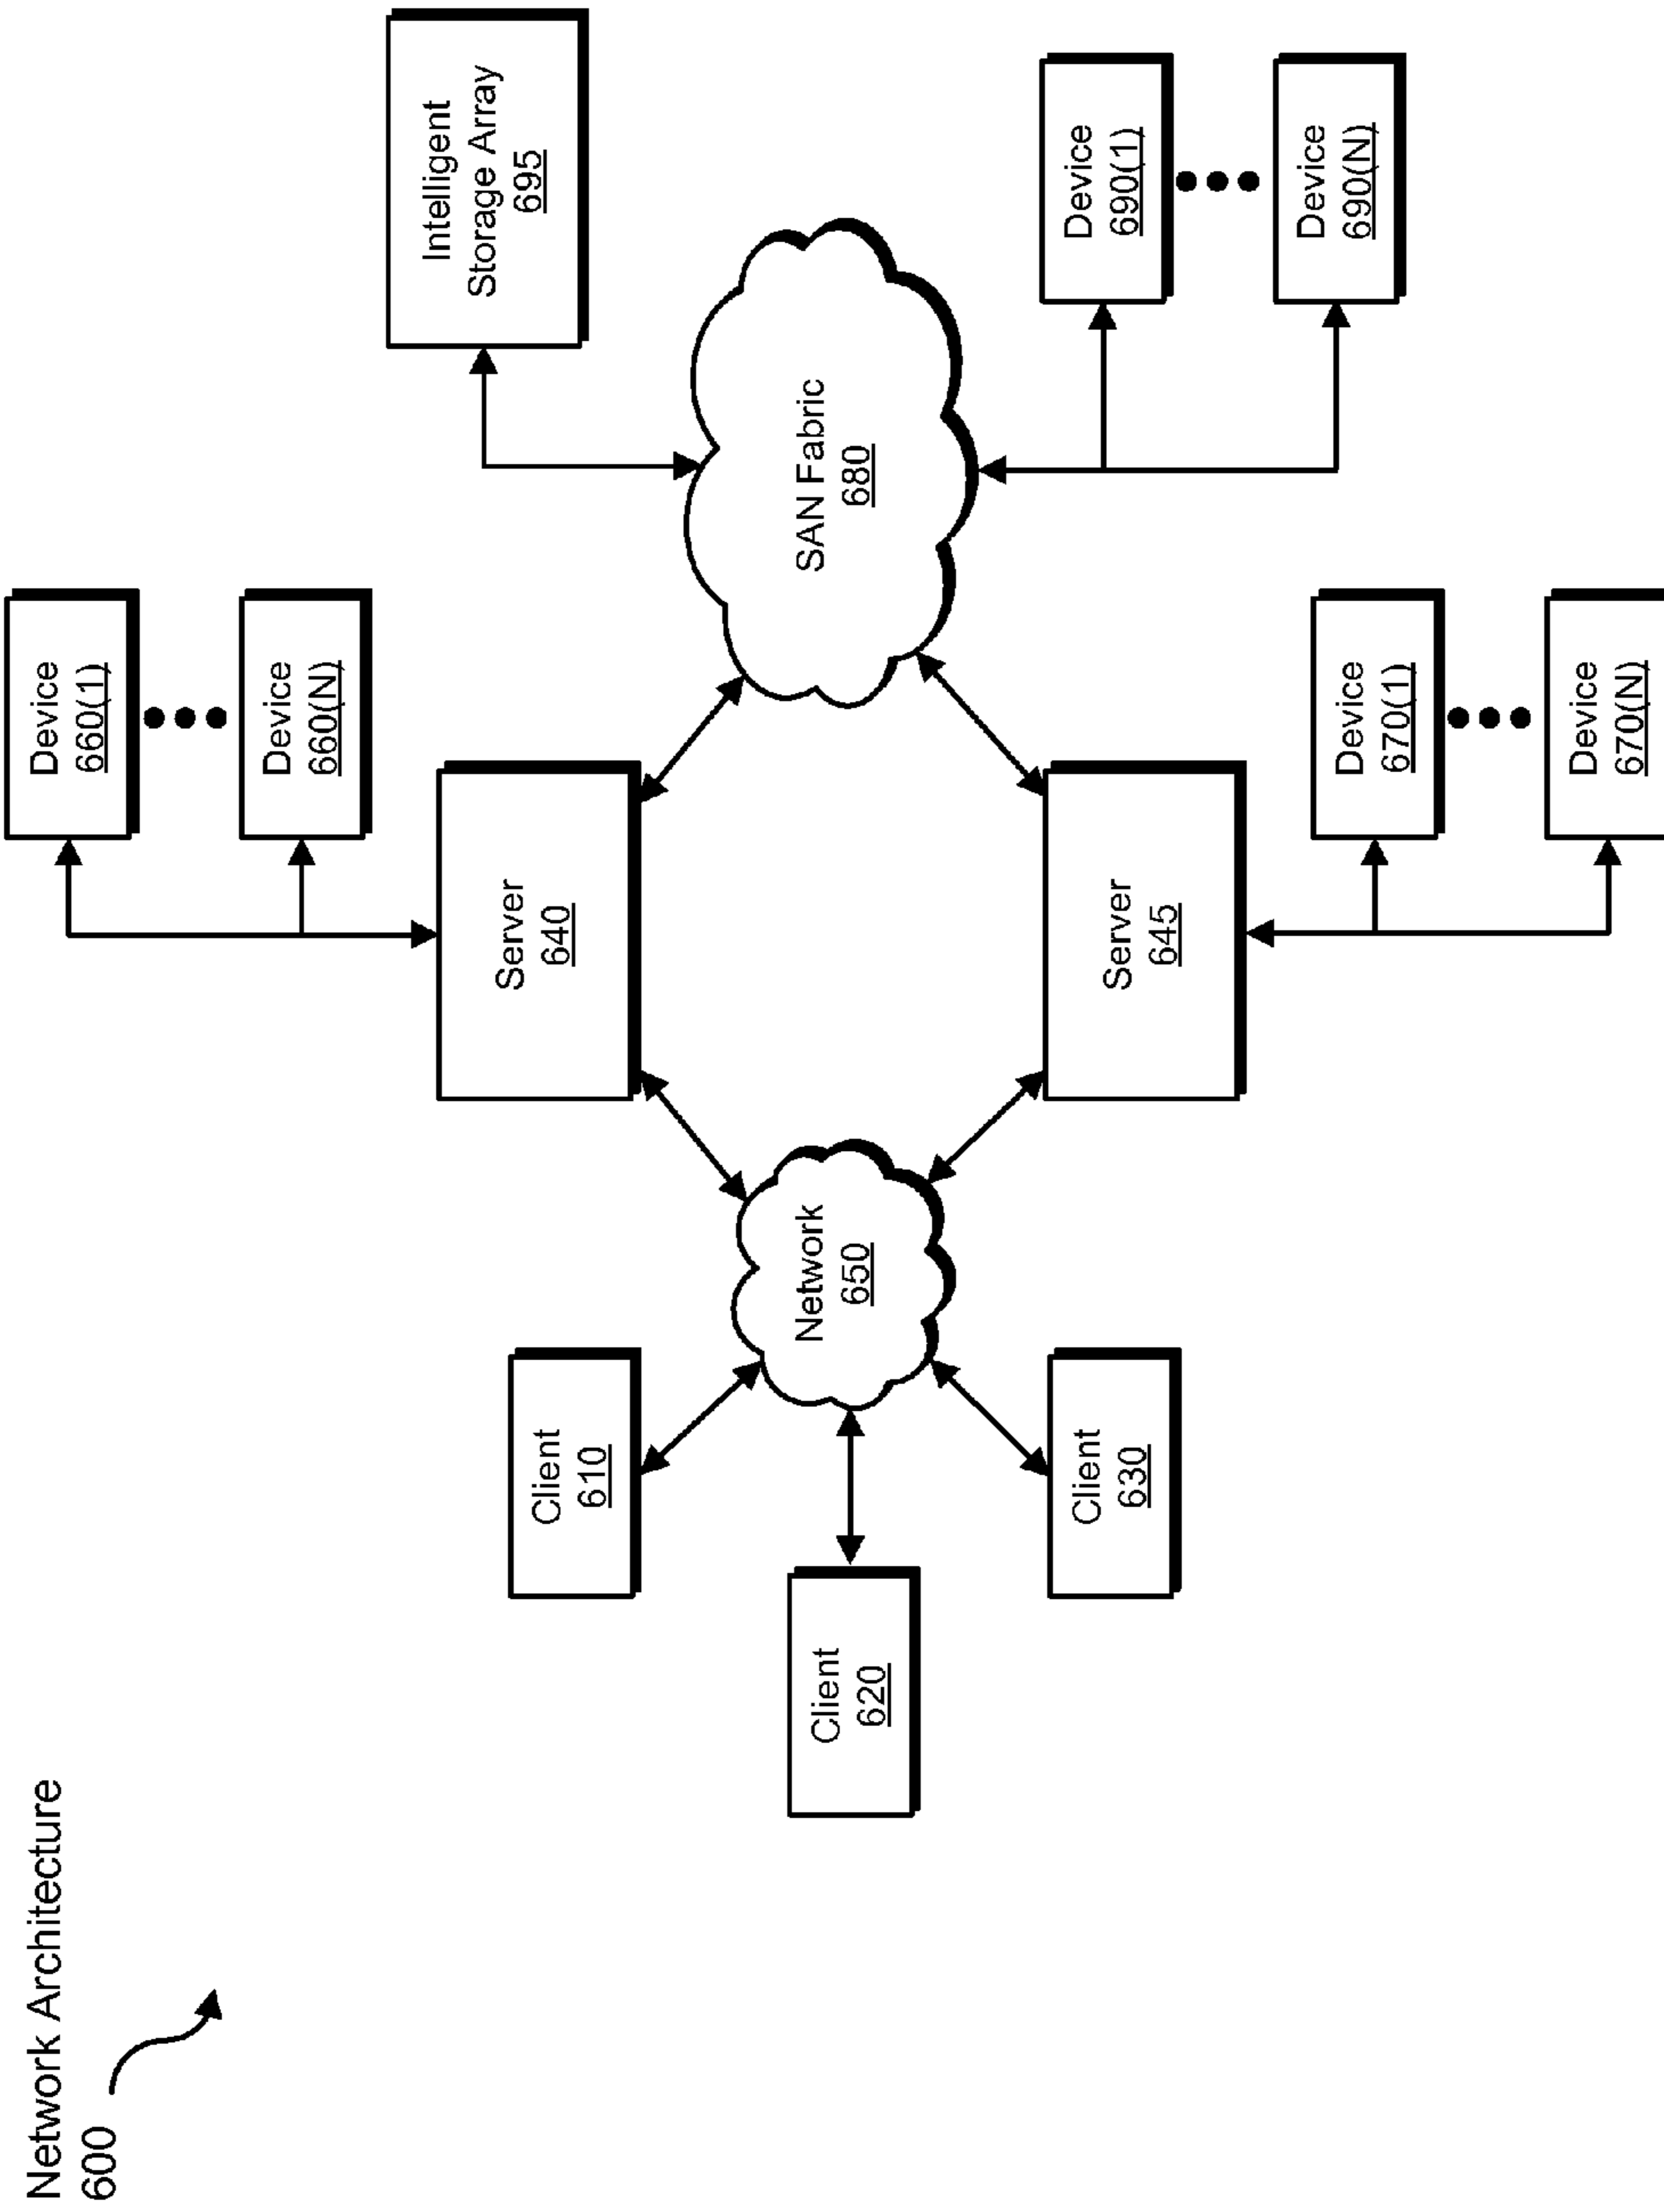 Network Architecture
600
Device
660(1)
Device
660(N)
Intelligent
Storage Array
695
Server
640
Client
610
Client
620
Network
650
SAN Fabric
680
Client
630
Server
645
Device
690(1)
Device
690(N)
Device
670(1)
Device
670(N)